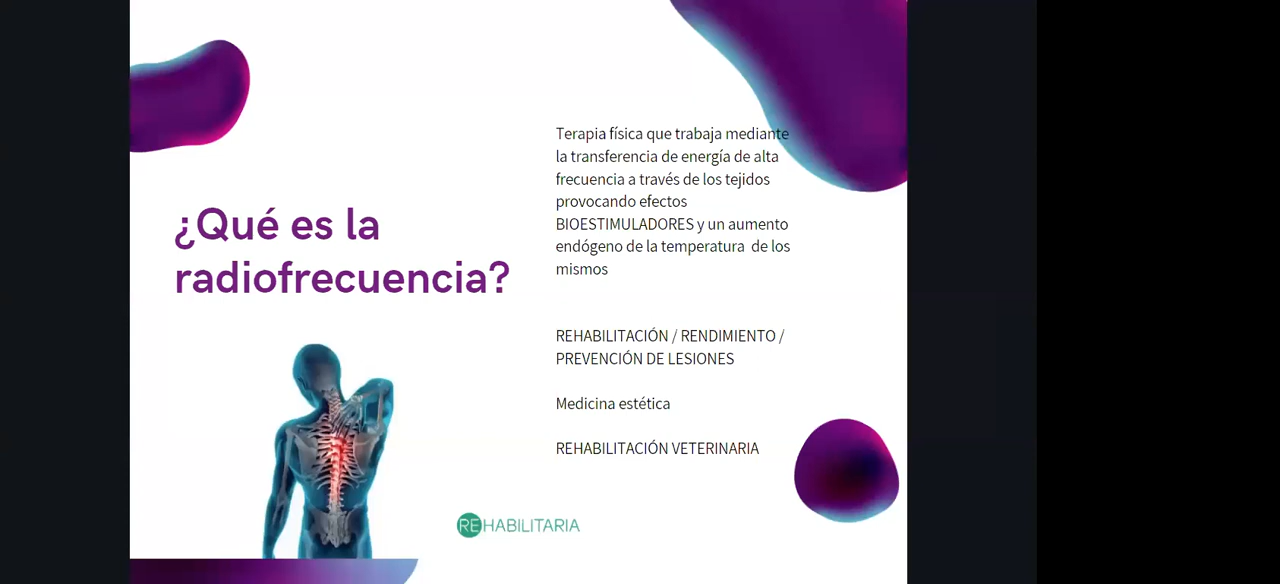 ¿Qué es la
radiofrecuencia?
Terapia física que trabaja mediante
la transferencia de energía de alta
frecuencia a través de los tejidos
provocando efectos
BIOESTIMULADORES y un aumento
endógeno de la temperatura de los
mismos
REHABILITACIÓN / RENDIMIENTO /
PREVENCIÓN DE LESIONES
Medicina estética
REHABILITACIÓN VETERINARIA
REHABILITARIA